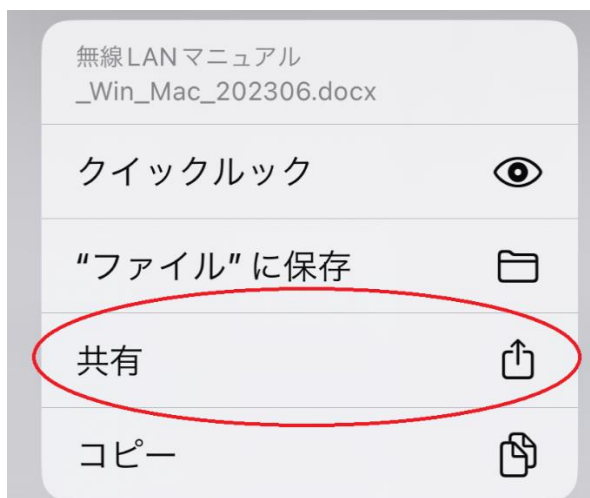 無線LANマニュアル
_Win_Mac_202306.docx
クイックルック
“ファイル” に保存
共有
コピー